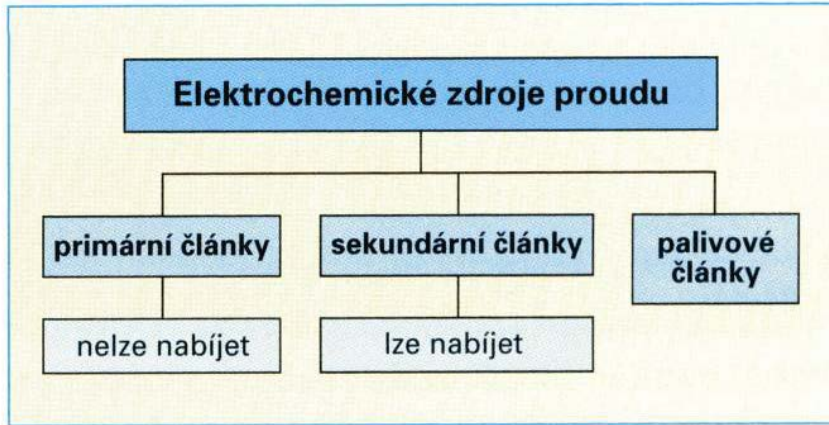 Elektrochemické zdroje proudu
primární články
sekundární články
palivové
články
nelze nabíjet
lze nabíjet